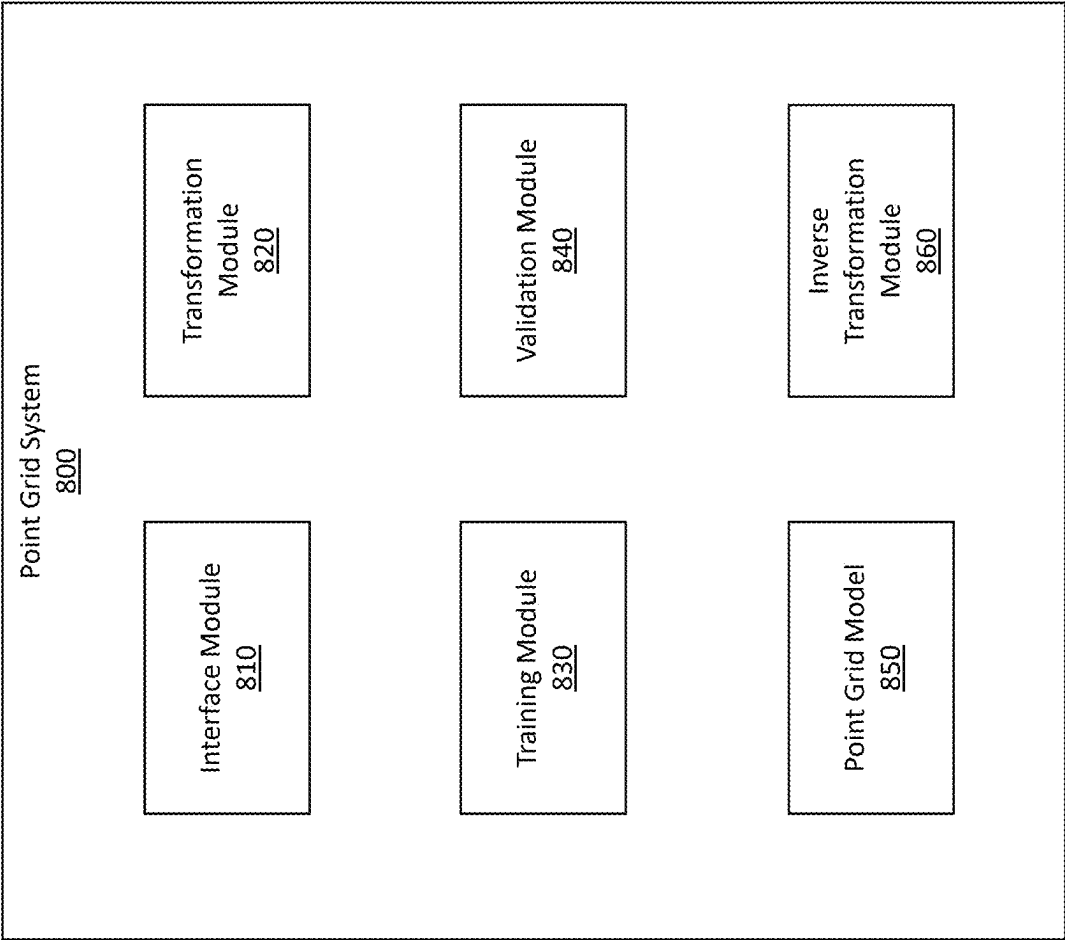 Point Grid System
800
Interface Module
810
Transformation
Module
820
Training Module
830
Validation Module
840
Point Grid Model
850
Inverse
Transformation
Module
860